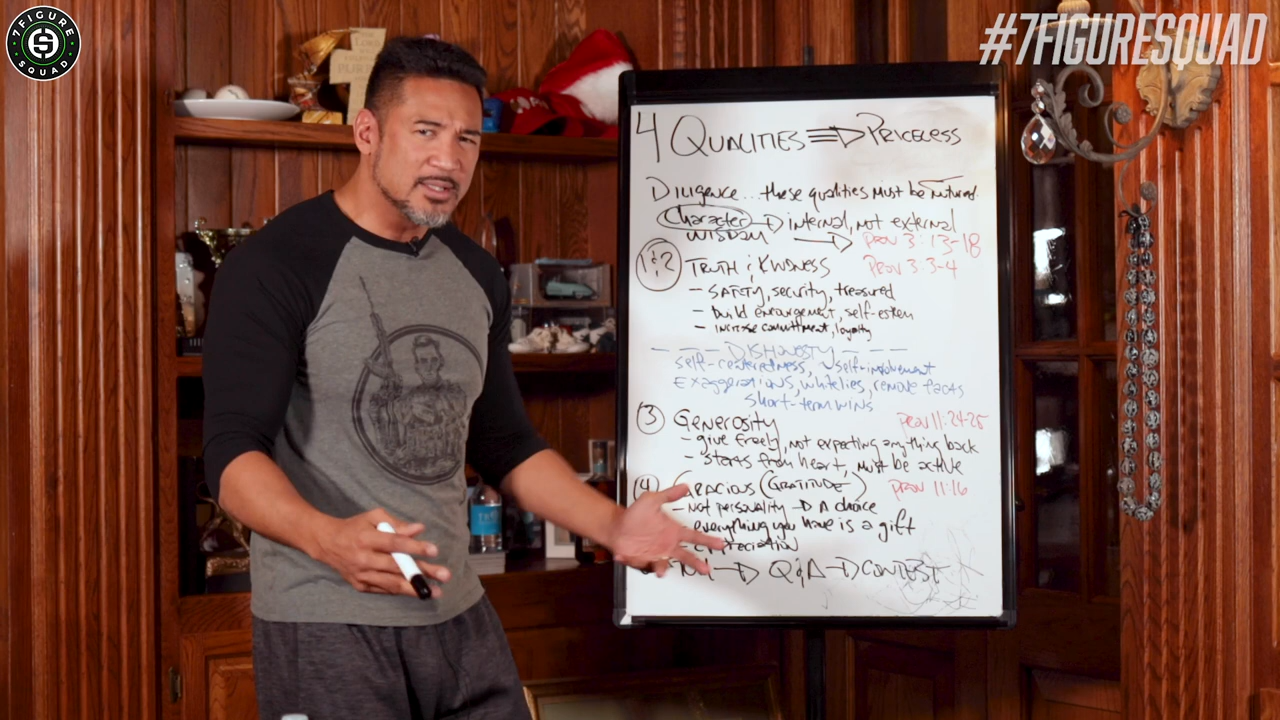 7FIGURE
SQUAD
#7FIGURESQUAD
4 QUALITIES ⇒ PRICELESS
DILIGENCE... these qualities must be
Character → internal, not external
WISDOM → PROV 3:13-18
1 & 2 TRUTH & KINDNESS PROV 3:3-4
- SAFETY, security, treasured
- build encouragement, self-esteem
- increase commitment, loyalty
--- DISHONESTY ---
self-centeredness, self-involvement
Exaggerations, white lies, remove facts
short-term wins
3 Generosity PROV 11:24-25
- give freely, not expecting anything back
- starts from heart, must be active
4 GRACIOUS (GRATITUDE) PROV 11:16
- Not personality → A choice
- everything you have is a gift
→ Q&A → CONTEST